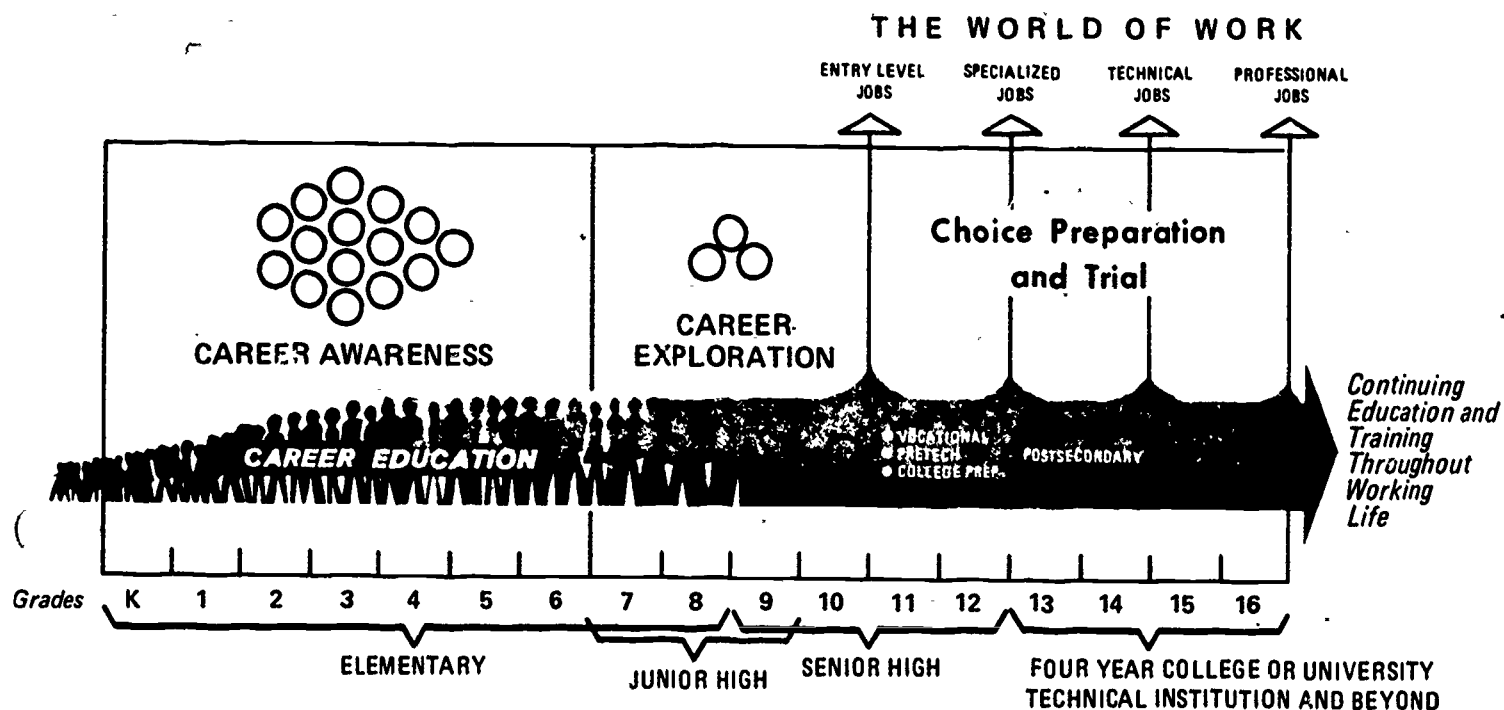 THE WORLD OF WORK
ENTRY LEVEL
JOBS
SPECIALIZED
JOBS
TECHNICAL
JOBS
PROFESSIONAL
JOBS
Choice Preparation
and Trial
CAREER AWARENESS
CAREER
EXPLORATION
CAREER EDUCATION
VOCATIONAL
PRETECH
COLLEGE PREP.
POSTSECONDARY
Continuing
Education and
Training
Throughout
Working
Life
Grades K 1 2 3 4 5 6 7 8 9 10 11 12 13 14 15 16
ELEMENTARY
JUNIOR HIGH
SENIOR HIGH
FOUR YEAR COLLEGE OR UNIVERSITY
TECHNICAL INSTITUTION AND BEYOND